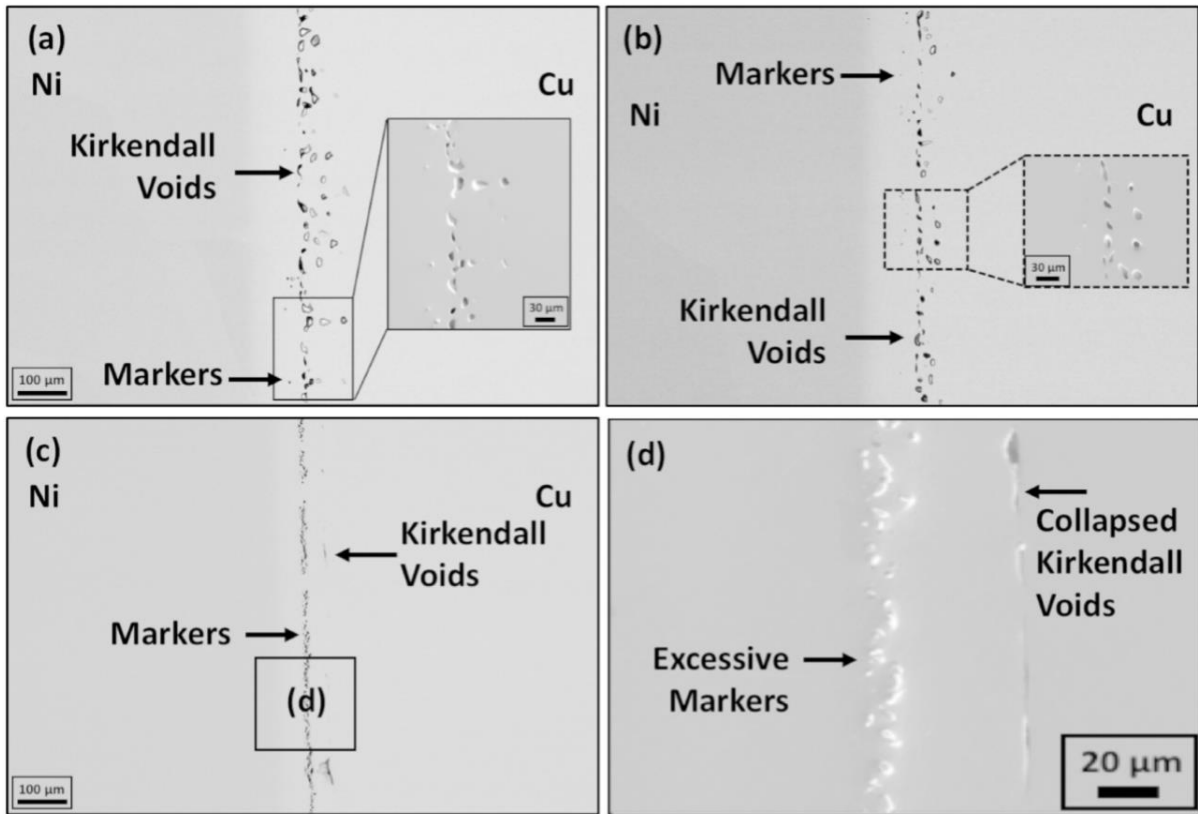 (a)
Ni
Cu
Kirkendall
Voids
30 µm
Markers
100 µm
(b)
Markers
Ni
Cu
30 µm
Kirkendall
Voids
(c)
Ni
Cu
Kirkendall
Voids
Markers
(d)
100 µm
(d)
Collapsed
Kirkendall
Voids
Excessive
Markers
20 µm